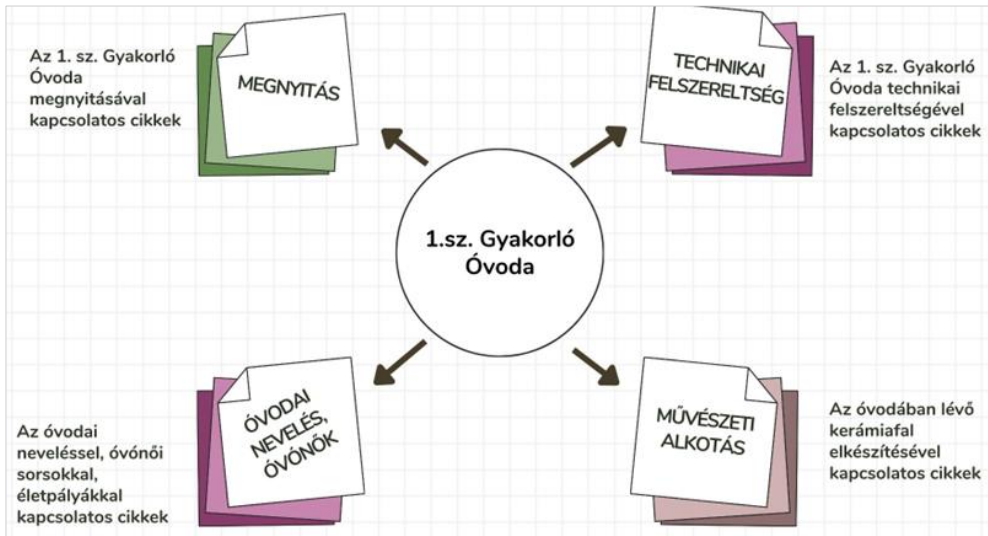 Az 1. sz. Gyakorló
Óvoda
megnyitásával
kapcsolatos cikkek
MEGNYITÁS
TECHNIKAI
FELSZERELTSÉG
Az 1. sz. Gyakorló
Óvoda technikai
felszereltségével
kapcsolatos cikkek
1.sz. Gyakorló
Óvoda
Az óvodai
neveléssel, óvónői
sorsokkal,
életpályákkal
kapcsolatos cikkek
ÓVODAI
NEVELÉS,
ÓVÓNŐK
MŰVÉSZETI
ALKOTÁS
Az óvodában lévő
kerámiafal
elkészítésével
kapcsolatos cikkek